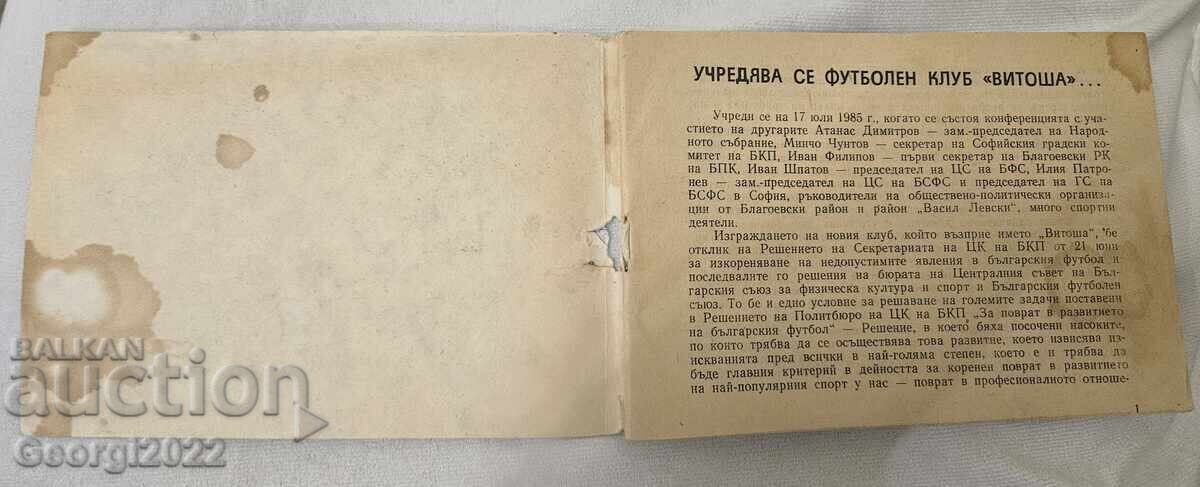 УЧРЕДЯВА СЕ ФУТБОЛЕН КЛУБ «ВИТОША»...
Учреди се на 17 юли 1985 г., когато се състоя конференцията с уча-
стието на другарите Атанас Димитров — зам.-председател на Народ-
ното събрание, Минчо Чунтов — секретар на Софийския градски ко-
митет на БКП, Иван Филипов — първи секретар на Благоевски РК
на БПК, Иван Шпатов — председател на ЦС на БФС, Илия Патро-
нев — зам.-председател на ЦС на БСФС и председател на ГС на
БСФС в София, ръководители на обществено-политически организа-
ции от Благоевски район и район „Васил Левски“, много спортни
деятели.
Изграждането на новия клуб, който възприе името „Витоша“, бе
отклик на Решението на Секретариата на ЦК на БКП от 21 юни
за изкореняване на недопустимите явления в българския футбол и
последвалите го решения на бюрата на Централния съвет на Бъл-
гарския съюз за физическа култура и спорт и Българския футболен
съюз. То бе и едно условие за решаване на големите задачи поставени
в Решението на Политбюро на ЦК на БКП „За поврат в развитието
на българския футбол“ — Решение, в което бяха посочени насоките,
по които трябва да се осъществява това развитие, което извисява из-
искванията пред всички в най-голяма степен, което е и трябва да
бъде главния критерий в дейността за коренен поврат в развитието
на най-популярния спорт у нас — поврат в професионалното отноше-
1
BALKAN
auction
Georgi2022